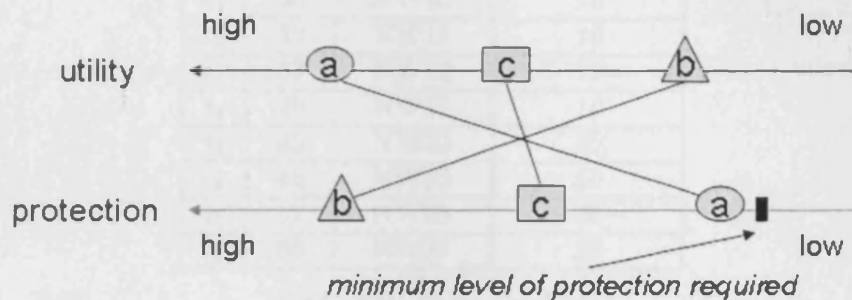 high low
utility a c b
protection b c a
high low
minimum level of protection required